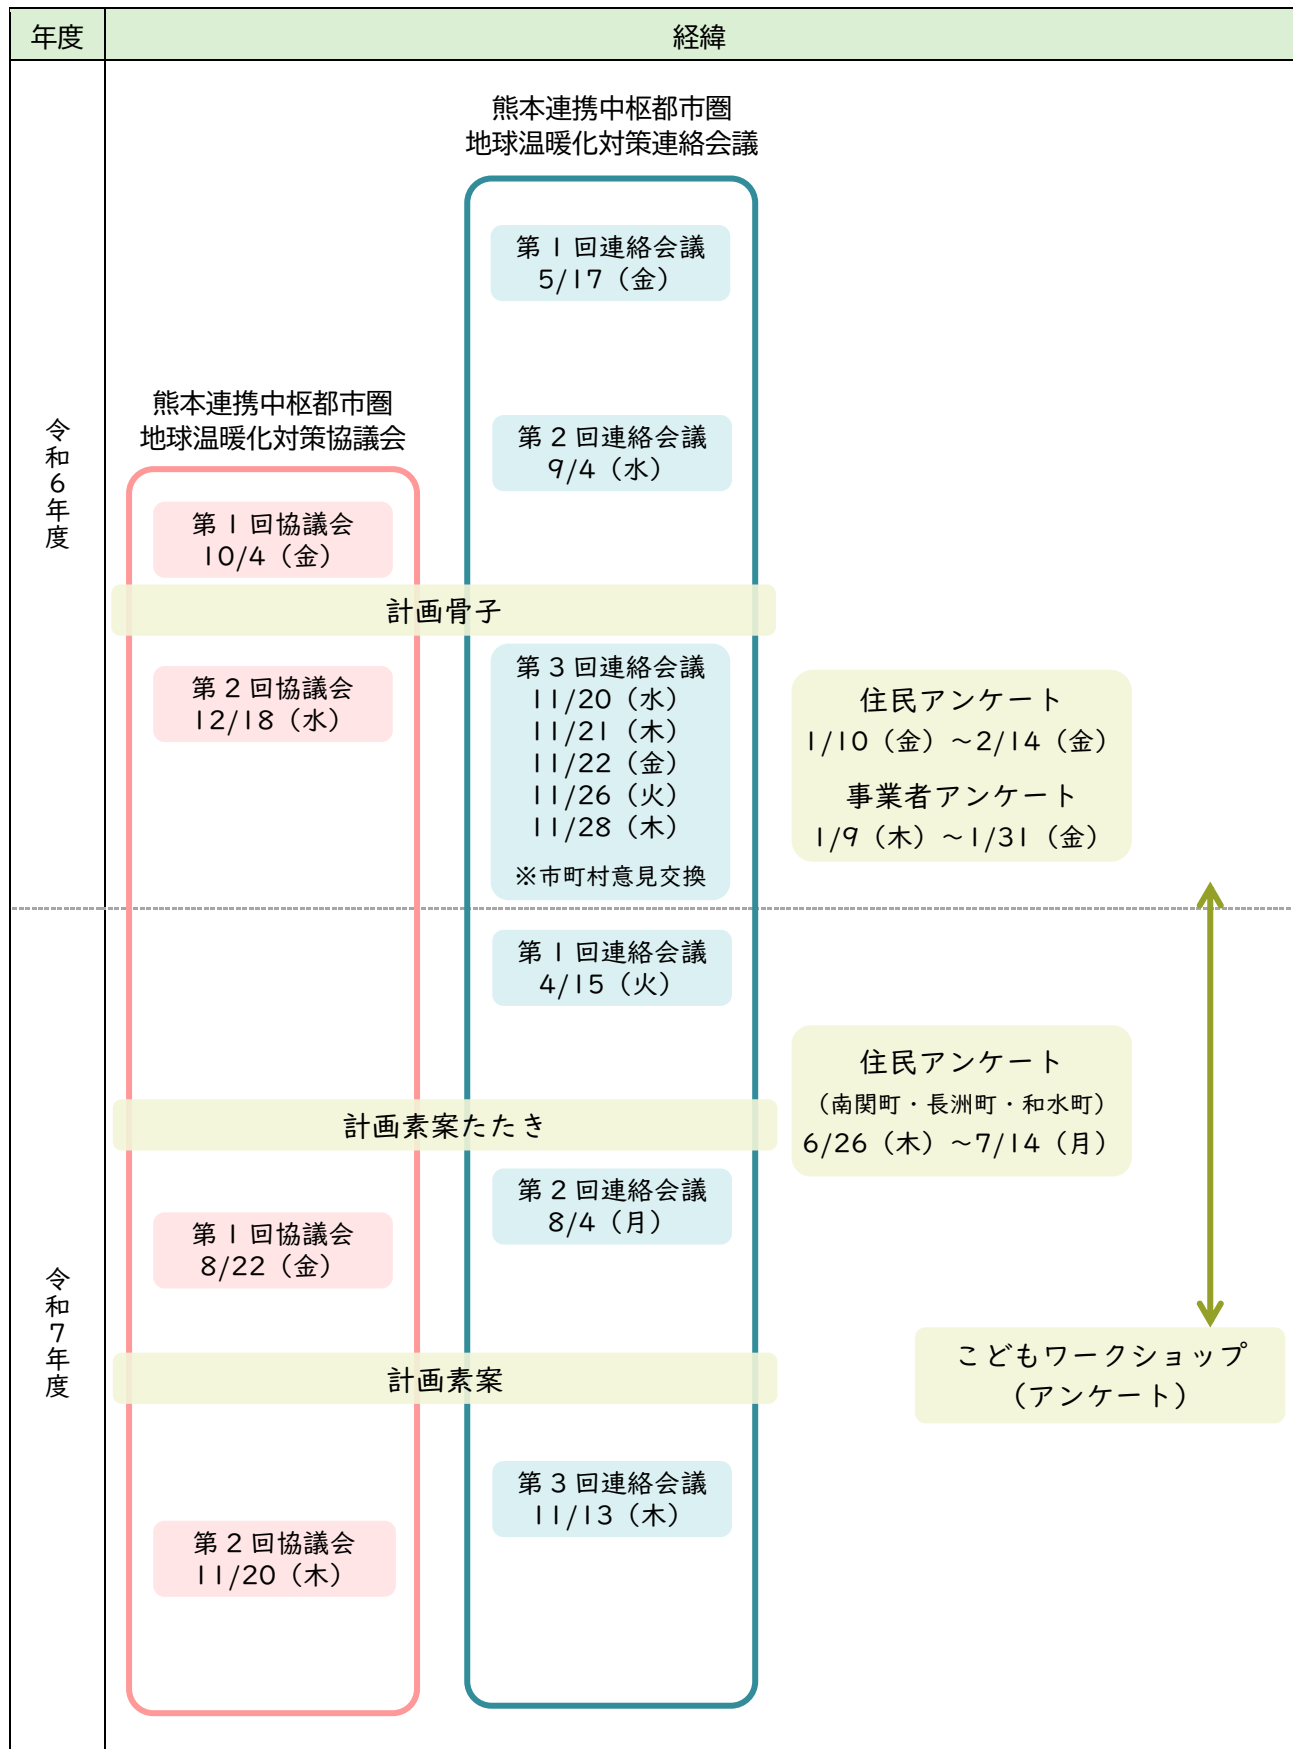 年度
経緯
熊本連携中枢都市圏
地球温暖化対策連絡会議
第1回連絡会議
5/17（金）
熊本連携中枢都市圏
地球温暖化対策協議会
第2回連絡会議
9/4（水）
令和6年度
第1回協議会
10/4（金）
計画骨子
第2回協議会
12/18（水）
第3回連絡会議
11/20（水）
11/21（木）
11/22（金）
11/26（火）
11/28（木）
※市町村意見交換
住民アンケート
1/10（金）～2/14（金）
事業者アンケート
1/9（木）～1/31（金）
第1回連絡会議
4/15（火）
住民アンケート
（南関町・長洲町・和水町）
6/26（木）～7/14（月）
計画素案たたき
第2回連絡会議
8/4（月）
第1回協議会
8/22（金）
令和7年度
計画素案
こどもワークショップ
（アンケート）
第3回連絡会議
11/13（木）
第2回協議会
11/20（木）